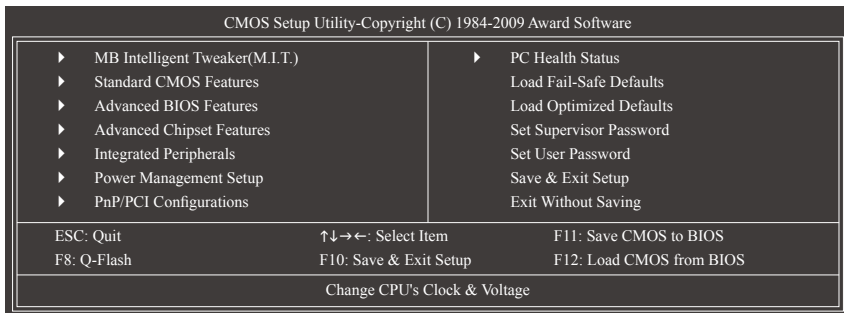 CMOS Setup Utility-Copyright (C) 1984-2009 Award Software
MB Intelligent Tweaker(M.I.T.)
Standard CMOS Features
Advanced BIOS Features
Advanced Chipset Features
Integrated Peripherals
Power Management Setup
PnP/PCI Configurations
PC Health Status
Load Fail-Safe Defaults
Load Optimized Defaults
Set Supervisor Password
Set User Password
Save & Exit Setup
Exit Without Saving
ESC: Quit ↑↓→←: Select Item F11: Save CMOS to BIOS
F8: Q-Flash F10: Save & Exit Setup F12: Load CMOS from BIOS
Change CPU's Clock & Voltage